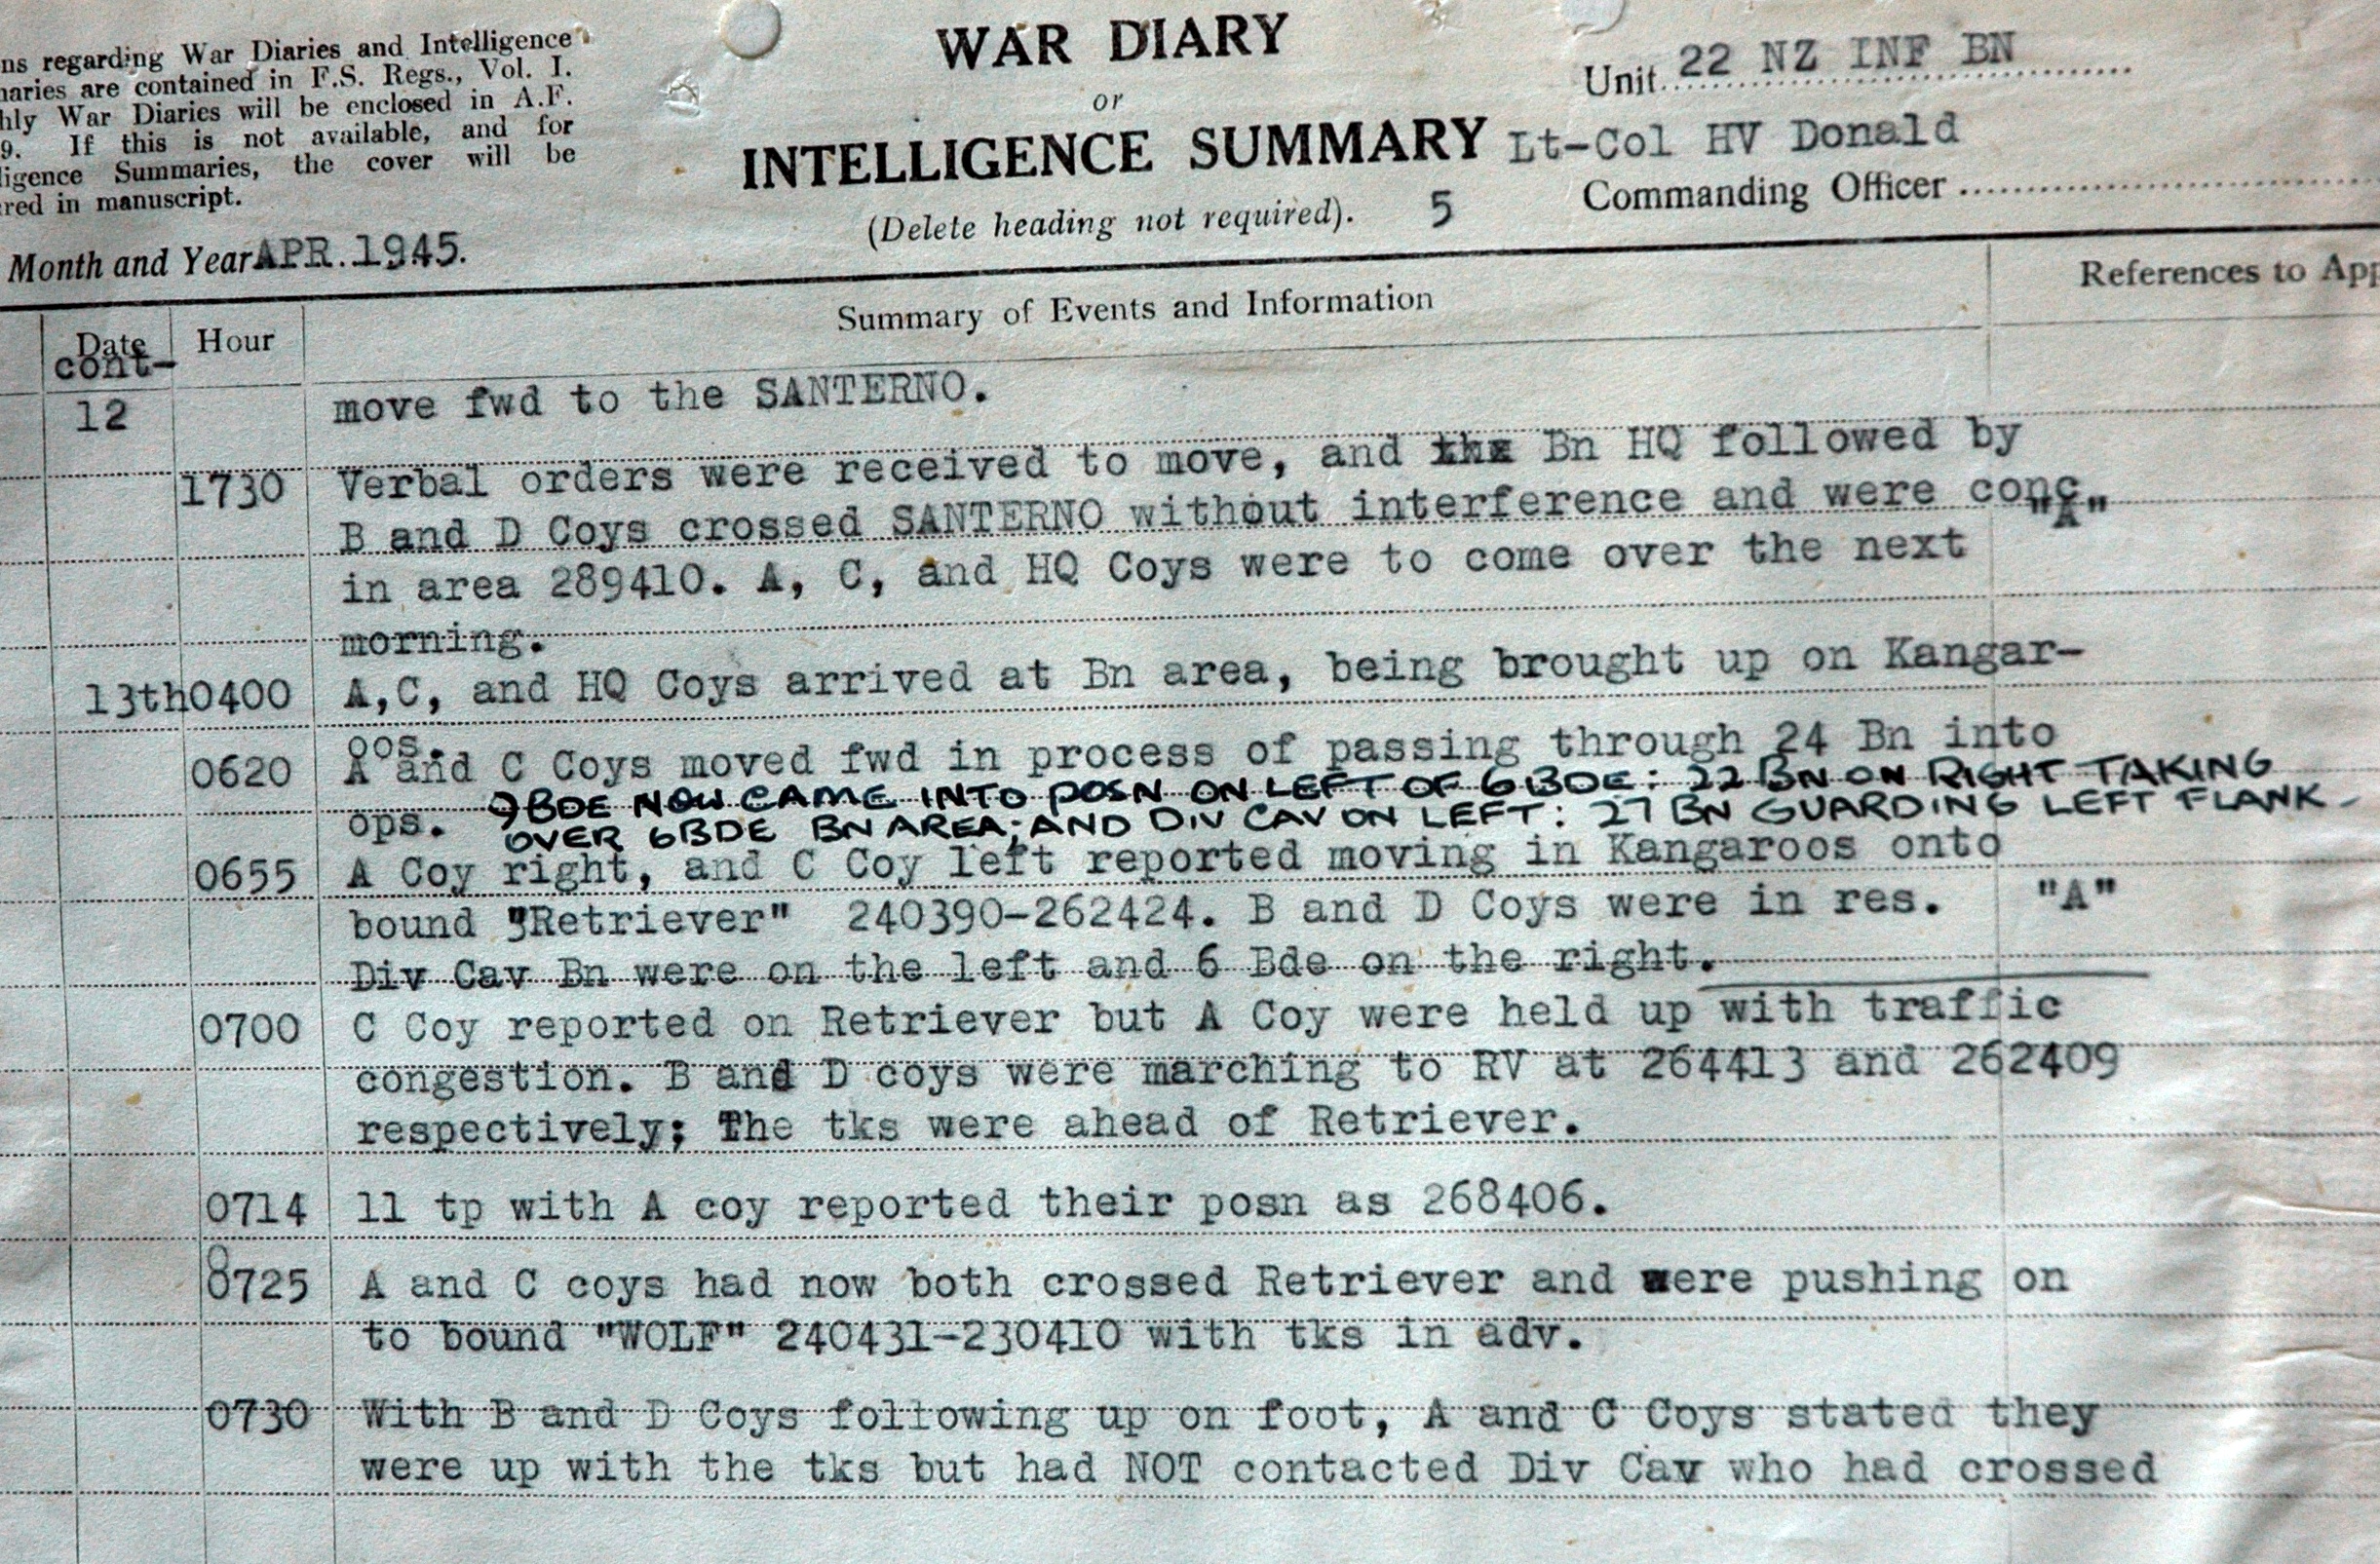 ns regarding War Diaries and Intelligence
naries are contained in F.S. Regs., Vol. I.
hly War Diaries will be enclosed in A.F.
9. If this is not available, and for
ligence Summaries, the cover will be
red in manuscript.
Month and Year APR.1945.
WAR DIARY
or
INTELLIGENCE SUMMARY
(Delete heading not required). 5
Unit 22 NZ INF BN
Lt-Col HV Donald
Commanding Officer
Date Hour Summary of Events and Information References to App
cont-
12 move fwd to the SANTERNO.
1730 Verbal orders were received to move, and the Bn HQ followed by
B and D Coys crossed SANTERNO without interference and were conc
in area 289410. A, C, and HQ Coys were to come over the next "A"
morning.
13th 0400 A,C, and HQ Coys arrived at Bn area, being brought up on Kangar-
oos.
0620 A and C Coys moved fwd in process of passing through 24 Bn into
ops. 9 BDE NOW CAME INTO POSN ON LEFT OF 6 BDE: 22 BN ON RIGHT TAKING
OVER 6 BDE BN AREA; AND DIV CAV ON LEFT: 27 BN GUARDING LEFT FLANK-
0655 A Coy right, and C Coy left reported moving in Kangaroos onto
bound "Retriever" 240390-262424. B and D Coys were in res. "A"
Div Cav Bn were on the left and 6 Bde on the right.
0700 C Coy reported on Retriever but A Coy were held up with traffic
congestion. B and D coys were marching to RV at 264413 and 262409
respectively; The tks were ahead of Retriever.
0714 11 tp with A coy reported their posn as 268406.
0725 A and C coys had now both crossed Retriever and were pushing on
to bound "WOLF" 240431-230410 with tks in adv.
0730 With B and D Coys following up on foot, A and C Coys stated they
were up with the tks but had NOT contacted Div Cav who had crossed